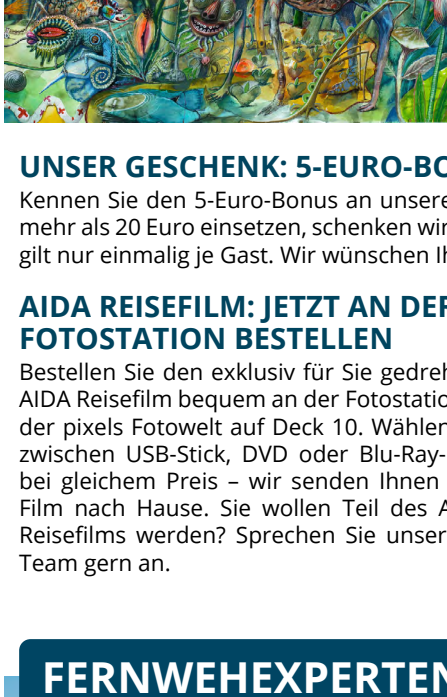 UNSER GESCHENK: 5-EURO-BO
Kennen Sie den 5-Euro-Bonus an unsere
mehr als 20 Euro einsetzen, schenken wir
gilt nur einmalig je Gast. Wir wünschen Ih
AIDA REISEFILM: JETZT AN DER
FOTOSTATION BESTELLEN
Bestellen Sie den exklusiv für Sie gedreh
AIDA Reisefilm bequem an der Fotostatio
der pixels Fotowelt auf Deck 10. Wählen
zwischen USB-Stick, DVD oder Blu-Ray-
bei gleichem Preis – wir senden Ihnen
Film nach Hause. Sie wollen Teil des A
Reisefilms werden? Sprechen Sie unser
Team gern an.
FERNWEHEXPERTEN